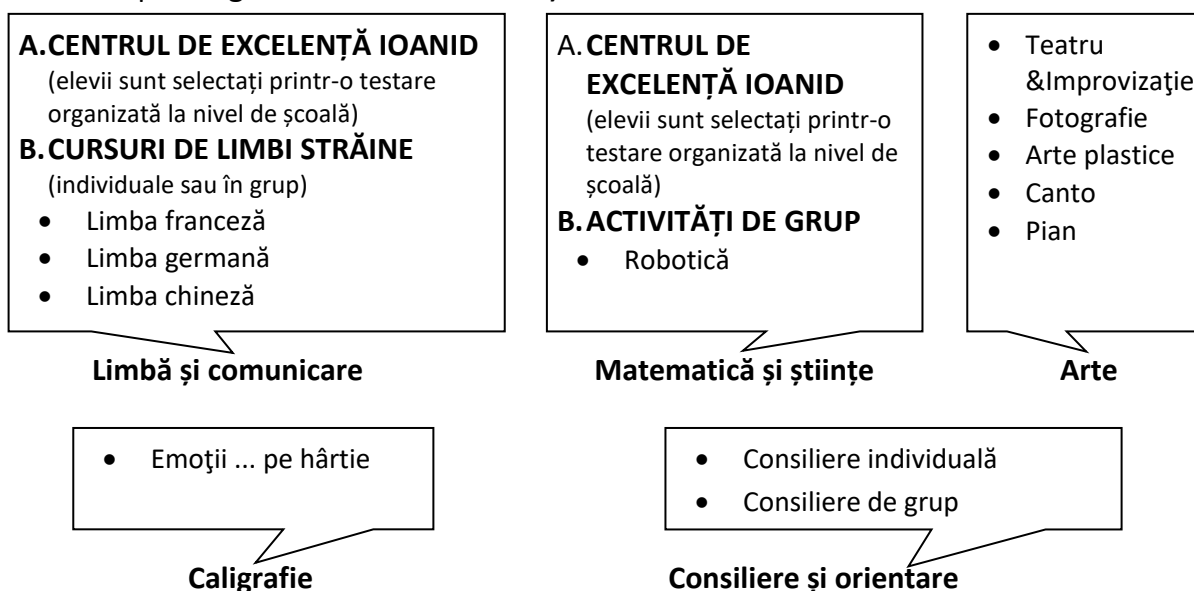 A.CENTRUL DE EXCELENȚĂ IOANID
(elevii sunt selectați printr-o testare
organizată la nivel de școală)
B.CURSURI DE LIMBI STRĂINE
(individuale sau în grup)
• Limba franceză
• Limba germană
• Limba chineză
Limbă și comunicare
A.CENTRUL DE
EXCELENȚĂ IOANID
(elevii sunt selectați printr-o
testare organizată la nivel de
școală)
B.ACTIVITĂȚI DE GRUP
• Robotică
Matematică și științe
• Teatru
&Improvizaţie
• Fotografie
• Arte plastice
• Canto
• Pian
Arte
• Emoţii ... pe hârtie
Caligrafie
• Consiliere individuală
• Consiliere de grup
Consiliere și orientare